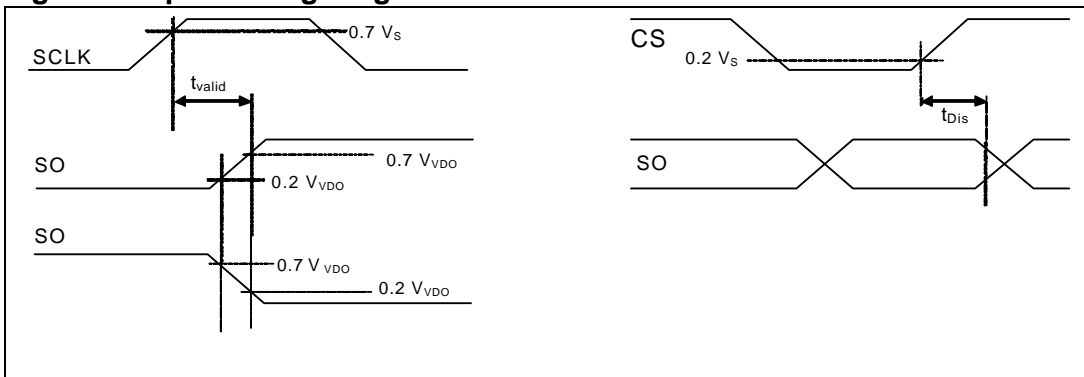 0.7 VS
SCLK
tvalid
SO
0.7 VVDO
0.2 VVDO
SO
0.7 V VDO
0.2 VVDO
CS
0.2 VS
tDis
SO